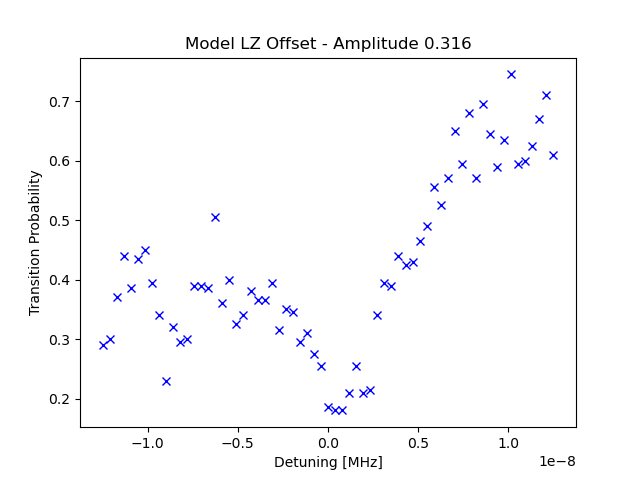 Model LZ Offset - Amplitude 0.316
Transition Probability
0.7
0.6
0.5
0.4
0.3
0.2
−1.0 −0.5 0.0 0.5 1.0
1e−8
Detuning [MHz]